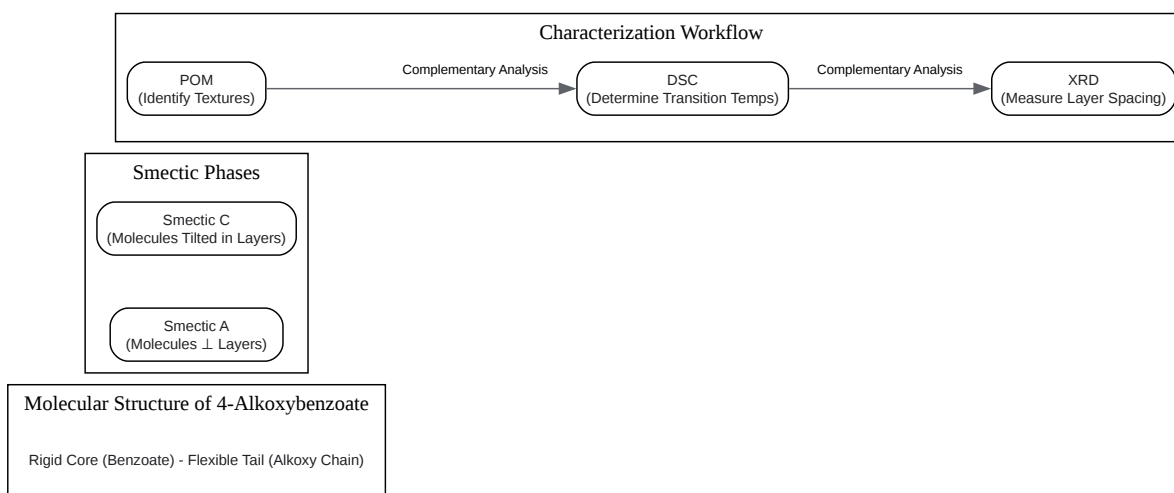 Characterization Workflow
POM
(Identify Textures)
Complementary Analysis
DSC
(Determine Transition Temps)
Complementary Analysis
XRD
(Measure Layer Spacing)
Smectic Phases
Smectic C
(Molecules Tilted in Layers)
Smectic A
(Molecules ⊥ Layers)
Molecular Structure of 4-Alkoxybenzoate
Rigid Core (Benzoate) - Flexible Tail (Alkoxy Chain)